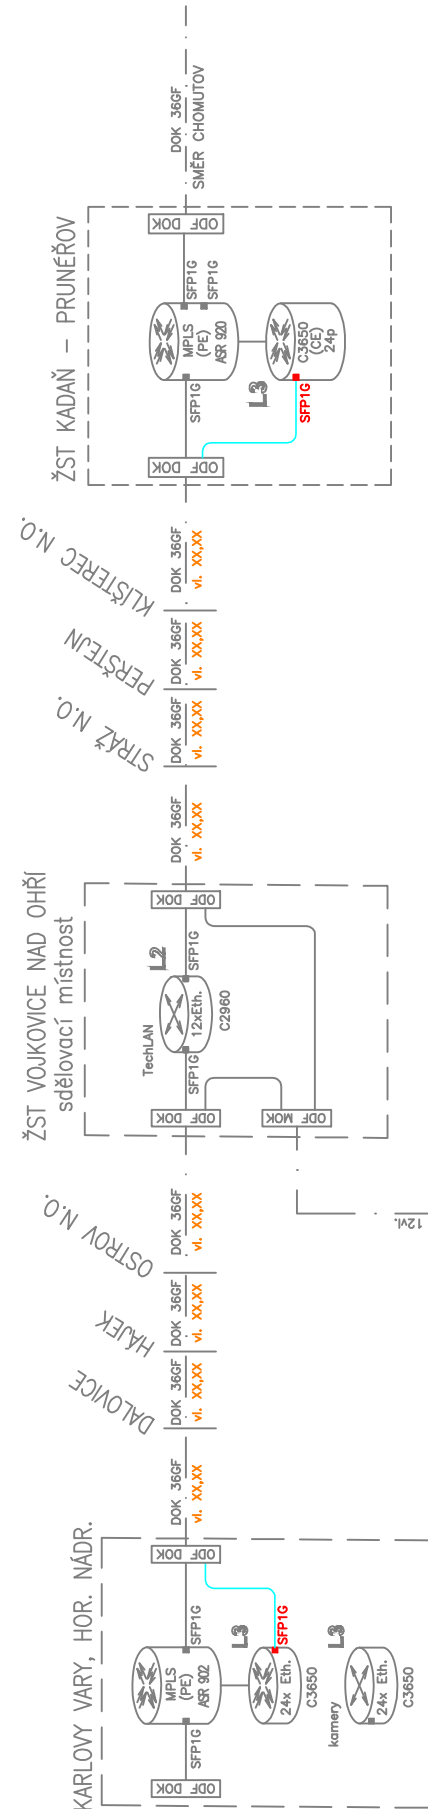 DOK 36GF
SMĚR CHOMUTOV
ŽST KADAŇ – PRUNÉŘOV
ODF DOK
SFP1G
SFP1G
MPLS
(PE)
ASR 920
SFP1G
L3
C3650
(CE)
24p
SFP1G
ODF DOK
KLÍŠTEREC N.O.
DOK 36GF
vl. XX,XX
PERŠTEJN
DOK 36GF
vl. XX,XX
STRÁŽ N.O.
DOK 36GF
vl. XX,XX
DOK 36GF
vl. XX,XX
ŽST VOJKOVICE NAD OHŘÍ
sdělovací místnost
ODF DOK
L2
SFP1G
TechLAN
12xEth.
C2960
SFP1G
ODF DOK
ODF MOK
12vl.
OSTROV N.O.
DOK 36GF
vl. XX,XX
HÁJEK
DOK 36GF
vl. XX,XX
DALOVICE
DOK 36GF
vl. XX,XX
DOK 36GF
vl. XX,XX
KARLOVY VARY, HOR. NÁDR.
ODF DOK
SFP1G
MPLS
(PE)
ASR 902
SFP1G
L3
SFP1G
24x Eth.
C3650
L3
kamery
24x Eth.
C3650
ODF DOK